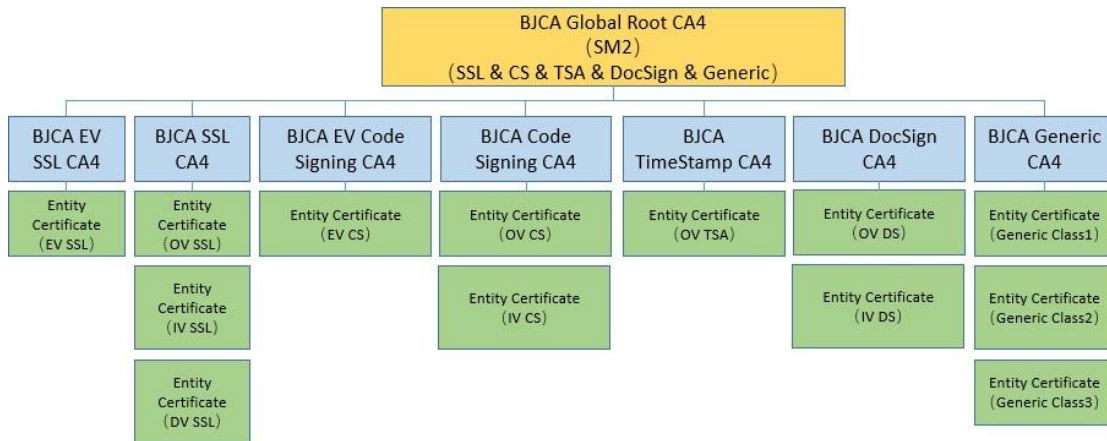 BJCA Global Root CA4
(SM2)
(SSL & CS & TSA & DocSign & Generic)
BJCA EV
SSL CA4
BJCA SSL
CA4
BJCA EV Code
Signing CA4
BJCA Code
Signing CA4
BJCA
TimeStamp CA4
BJCA DocSign
CA4
BJCA Generic
CA4
Entity
Certificate
(EV SSL)
Entity
Certificate
(OV SSL)
Entity Certificate
(EV CS)
Entity Certificate
(OV CS)
Entity Certificate
(OV TSA)
Entity Certificate
(OV DS)
Entity Certificate
(Generic Class1)
Entity
Certificate
(IV SSL)
Entity Certificate
(IV CS)
Entity Certificate
(IV DS)
Entity Certificate
(Generic Class2)
Entity
Certificate
(DV SSL)
Entity Certificate
(Generic Class3)